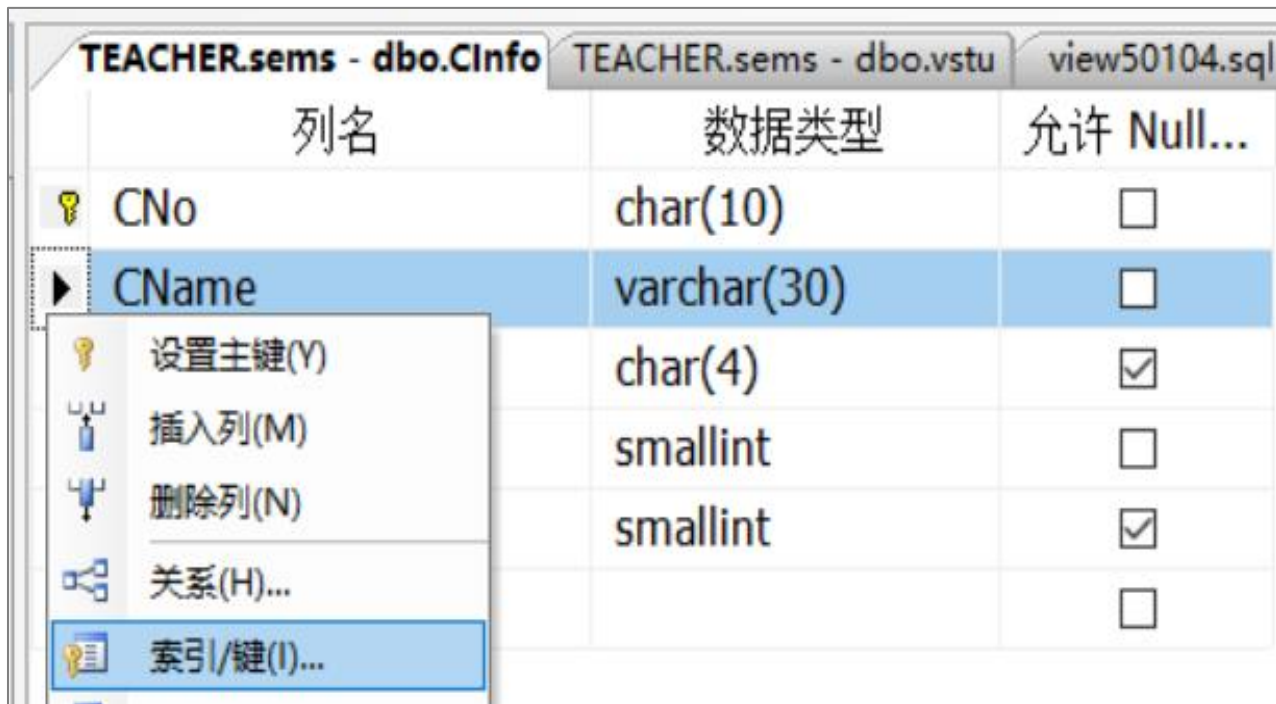 TEACHER.sems - dbo.CInfo TEACHER.sems - dbo.vstu view50104.sql
列名 数据类型 允许 Null...
CNo char(10)
CName varchar(30)
设置主键(Y) char(4)
插入列(M) smallint
删除列(N) smallint
关系(H)...
索引/键(I)...